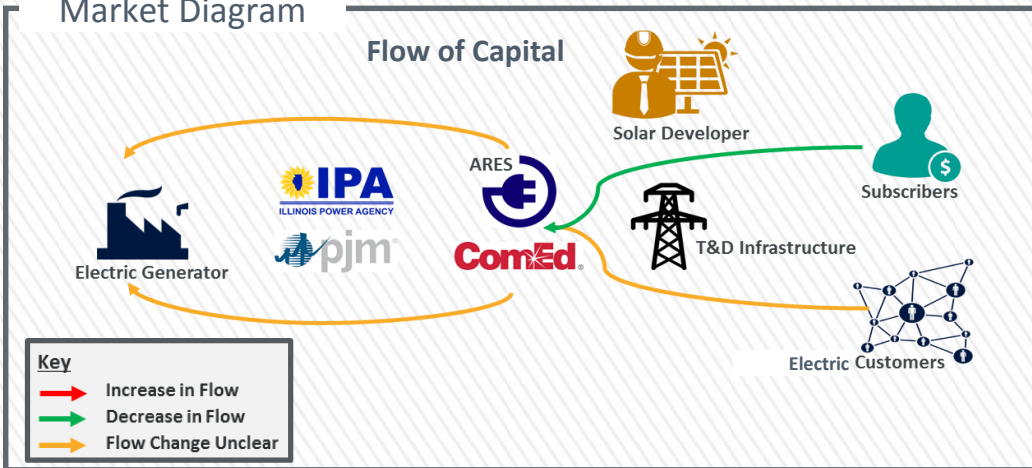 Market Diagram
Flow of Capital
Solar Developer
ARES
$
Subscribers
IPA
ILLINOIS POWER AGENCY
pjm®
ComEd®
T&D Infrastructure
Electric Generator
Electric Customers
Key
Increase in Flow
Decrease in Flow
Flow Change Unclear